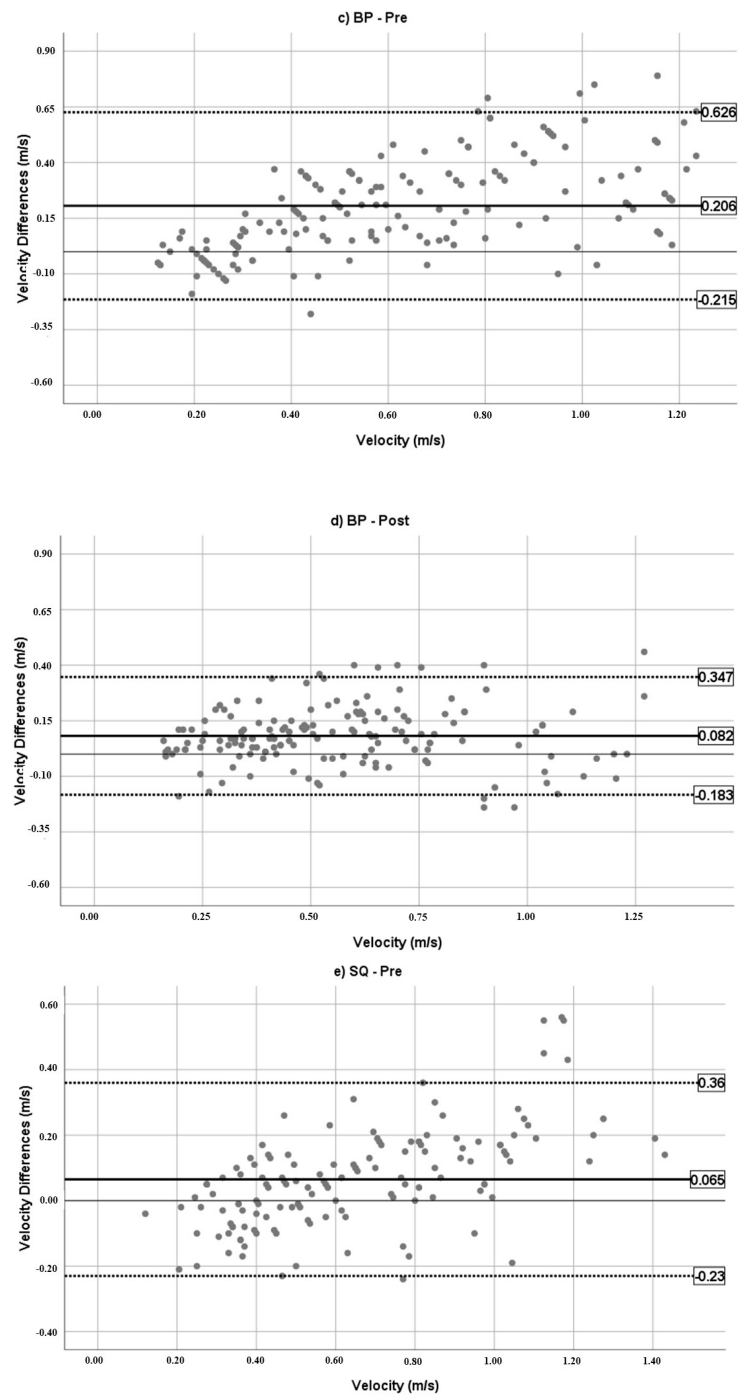 c) BP - Pre
0.90
0.65
0.626
0.40
0.206
0.15
-0.10
-0.215
-0.35
-0.60
Velocity Differences (m/s)
0.00 0.20 0.40 0.60 0.80 1.00 1.20
Velocity (m/s)
d) BP - Post
0.90
0.65
0.40
0.347
0.15
0.082
-0.10
-0.183
-0.35
-0.60
Velocity Differences (m/s)
0.00 0.25 0.50 0.75 1.00 1.25
Velocity (m/s)
e) SQ - Pre
0.60
0.40
0.36
0.20
0.065
0.00
-0.20
-0.23
-0.40
Velocity Differences (m/s)
0.00 0.20 0.40 0.60 0.80 1.00 1.20 1.40
Velocity (m/s)